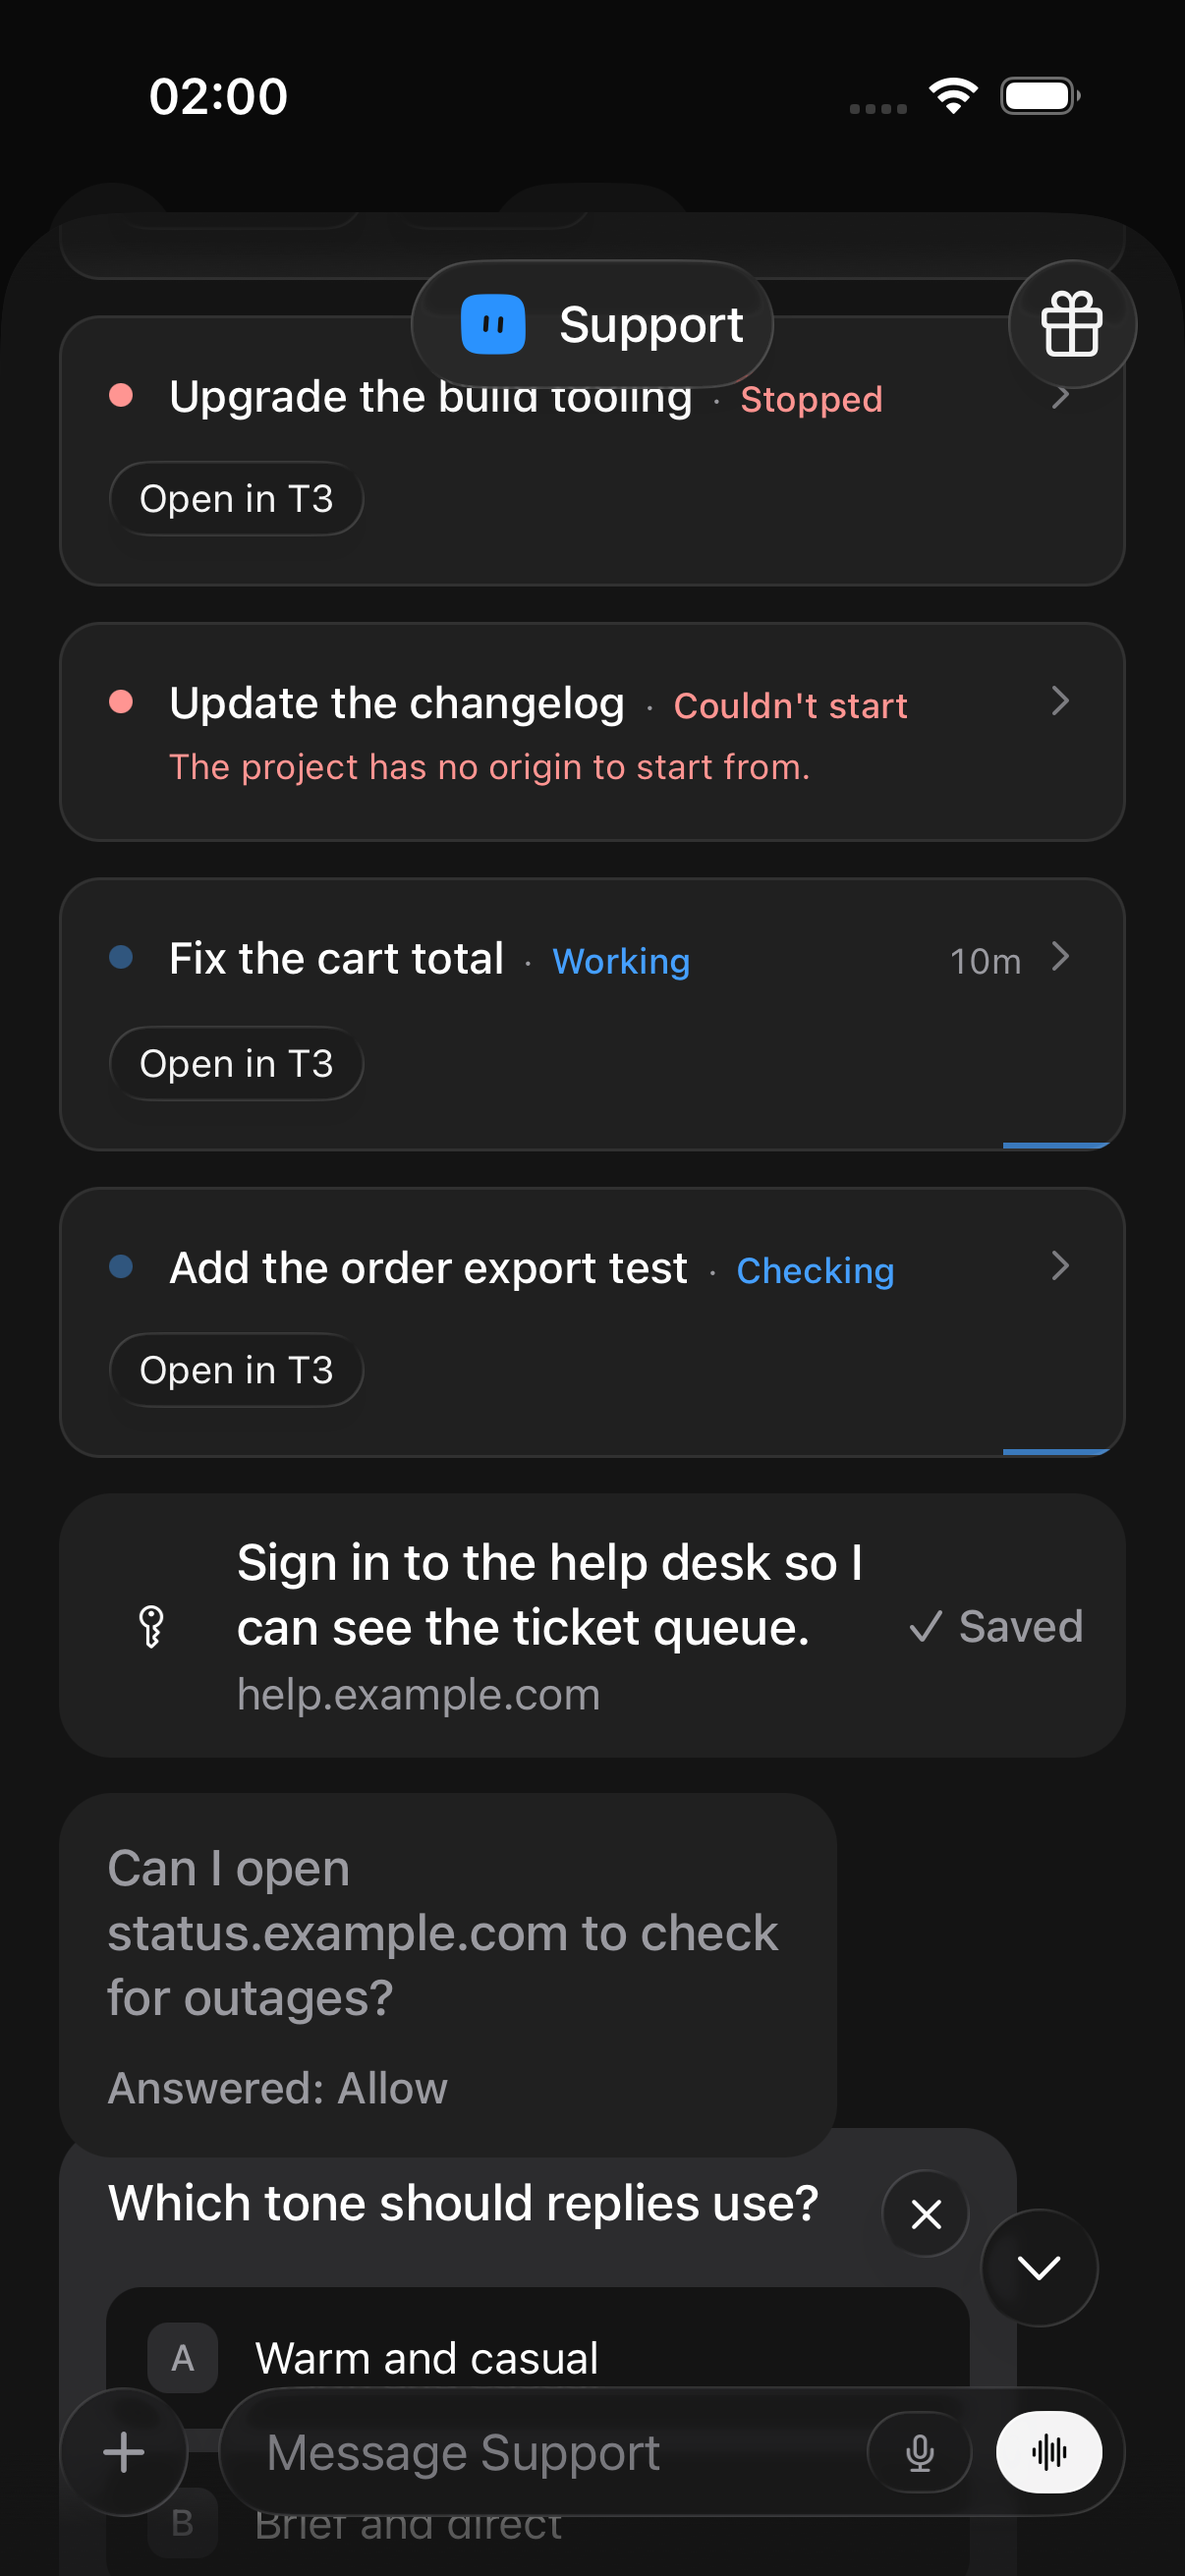 02:00
Support
Upgrade the build tooling · Stopped
Open in T3
Update the changelog · Couldn't start
The project has no origin to start from.
Fix the cart total · Working 10m
Open in T3
Add the order export test · Checking
Open in T3
Sign in to the help desk so I
can see the ticket queue.
✓ Saved
help.example.com
Can I open
status.example.com to check
for outages?
Answered: Allow
Which tone should replies use?
A Warm and casual
Message Support
B Brief and direct